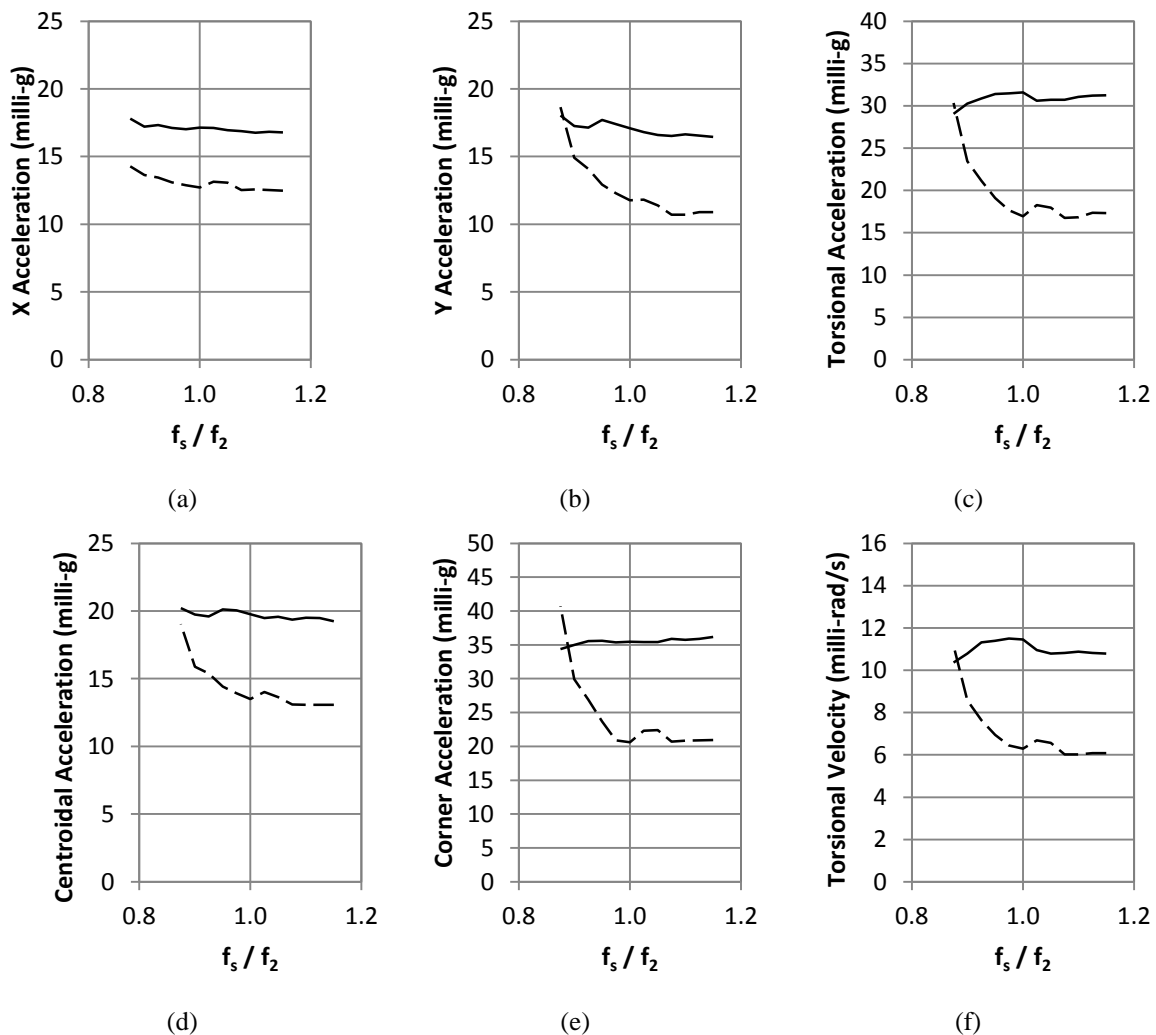 X Acceleration (milli-g)
25
20
15
10
5
0
0.8 1.0 1.2
fs / f2
(a)
Y Acceleration (milli-g)
25
20
15
10
5
0
0.8 1.0 1.2
fs / f2
(b)
Torsional Acceleration (milli-g)
40
35
30
25
20
15
10
5
0
0.8 1.0 1.2
fs / f2
(c)
Centroidal Acceleration (milli-g)
25
20
15
10
5
0
0.8 1.0 1.2
fs / f2
(d)
Corner Acceleration (milli-g)
50
45
40
35
30
25
20
15
10
5
0
0.8 1.0 1.2
fs / f2
(e)
Torsional Velocity (milli-rad/s)
16
14
12
10
8
6
4
2
0
0.8 1.0 1.2
fs / f2
(f)